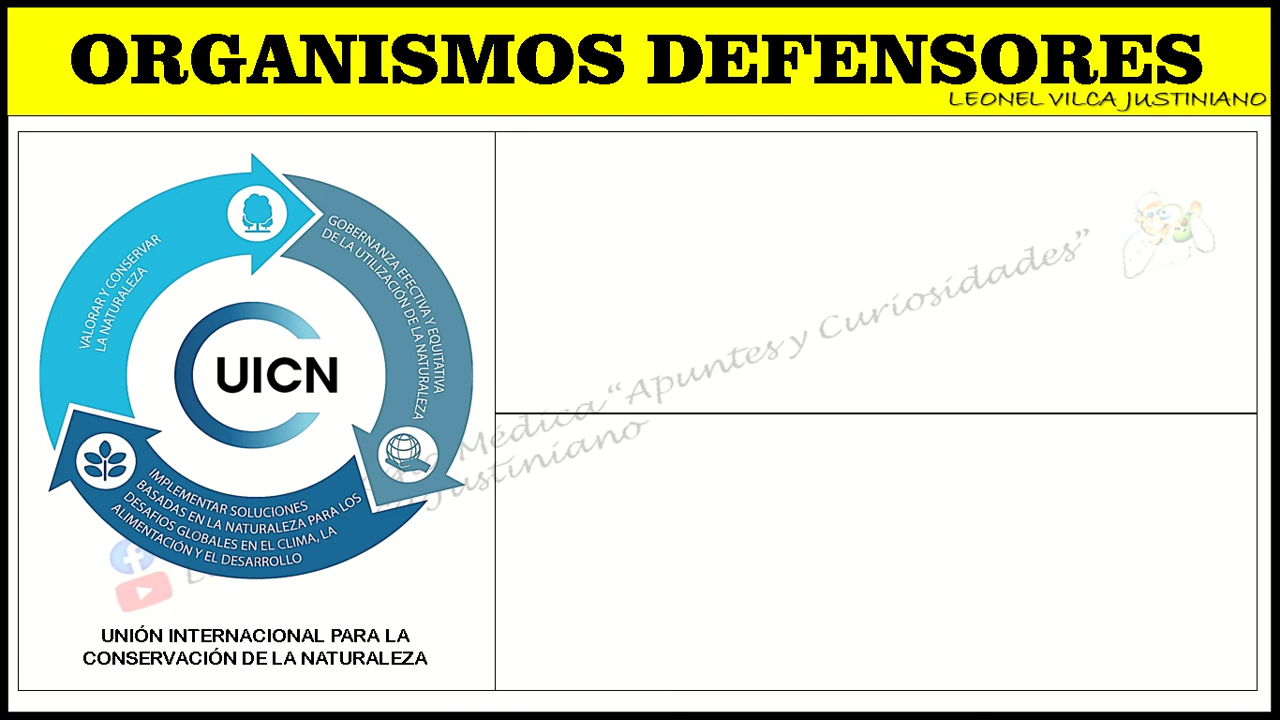 ORGANISMOS DEFENSORES
LEONEL VILCA JUSTINIANO
VALORAR Y CONSERVAR
LA NATURALEZA
GOBERNANZA EFECTIVA Y EQUITATIVA
DE LA UTILIZACIÓN DE LA NATURALEZA
UICN
IMPLEMENTAR SOLUCIONES
BASADAS EN LA NATURALEZA PARA LOS
DESAFIOS GLOBALES EN EL CLIMA, LA
ALIMENTACIÓN Y EL DESARROLLO
Médica “Apuntes y Curiosidades”
Justiniano
UNIÓN INTERNACIONAL PARA LA
CONSERVACIÓN DE LA NATURALEZA